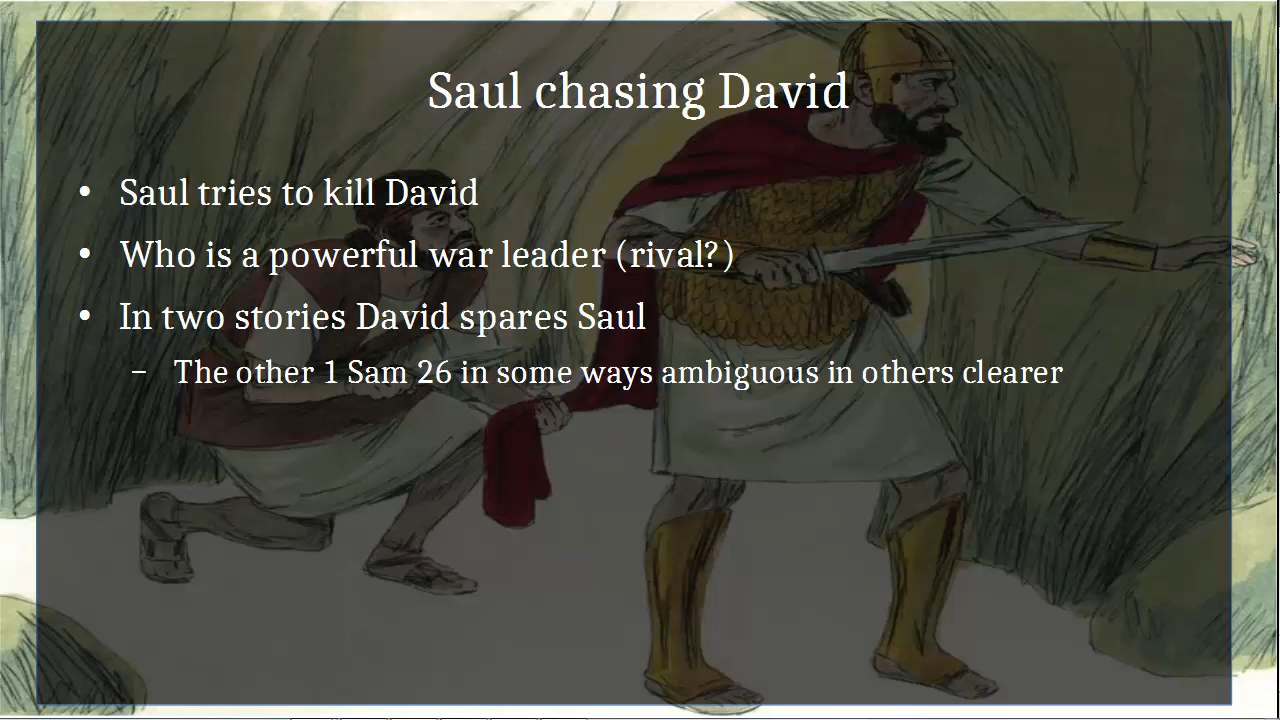 Saul chasing David
• Saul tries to kill David
• Who is a powerful war leader (rival?)
• In two stories David spares Saul
– The other 1 Sam 26 in some ways ambiguous in others clearer